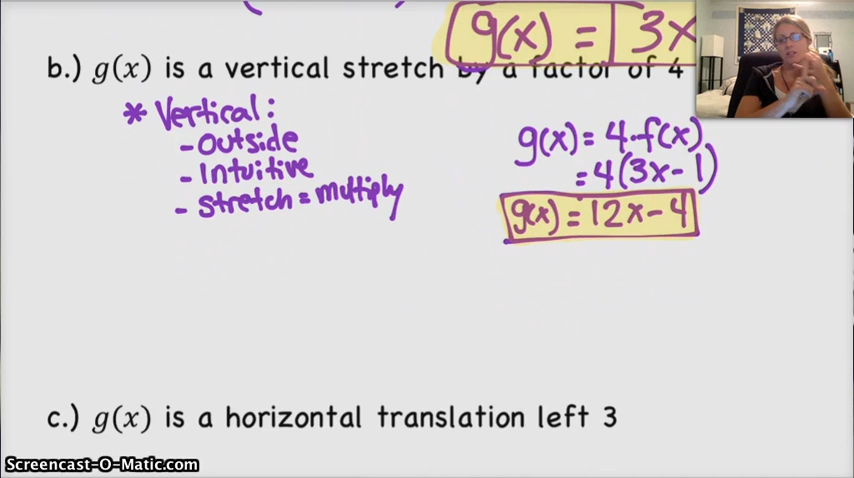 g(x) = 3x
b.) g(x) is a vertical stretch by a factor of 4
* Vertical:
- Outside
- Intuitive
- stretch = multiply
g(x) = 4·f(x)
= 4(3x-1)
g(x) = 12x-4
c.) g(x) is a horizontal translation left 3
Screencast-O-Matic.com